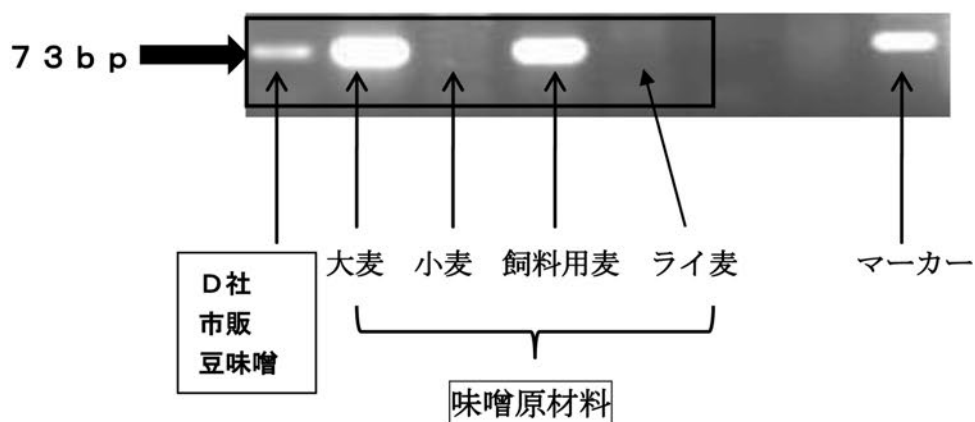 ７３ｂｐ
大麦 小麦 飼料用麦 ライ麦 マーカー
Ｄ社
市販
豆味噌
味噌原材料